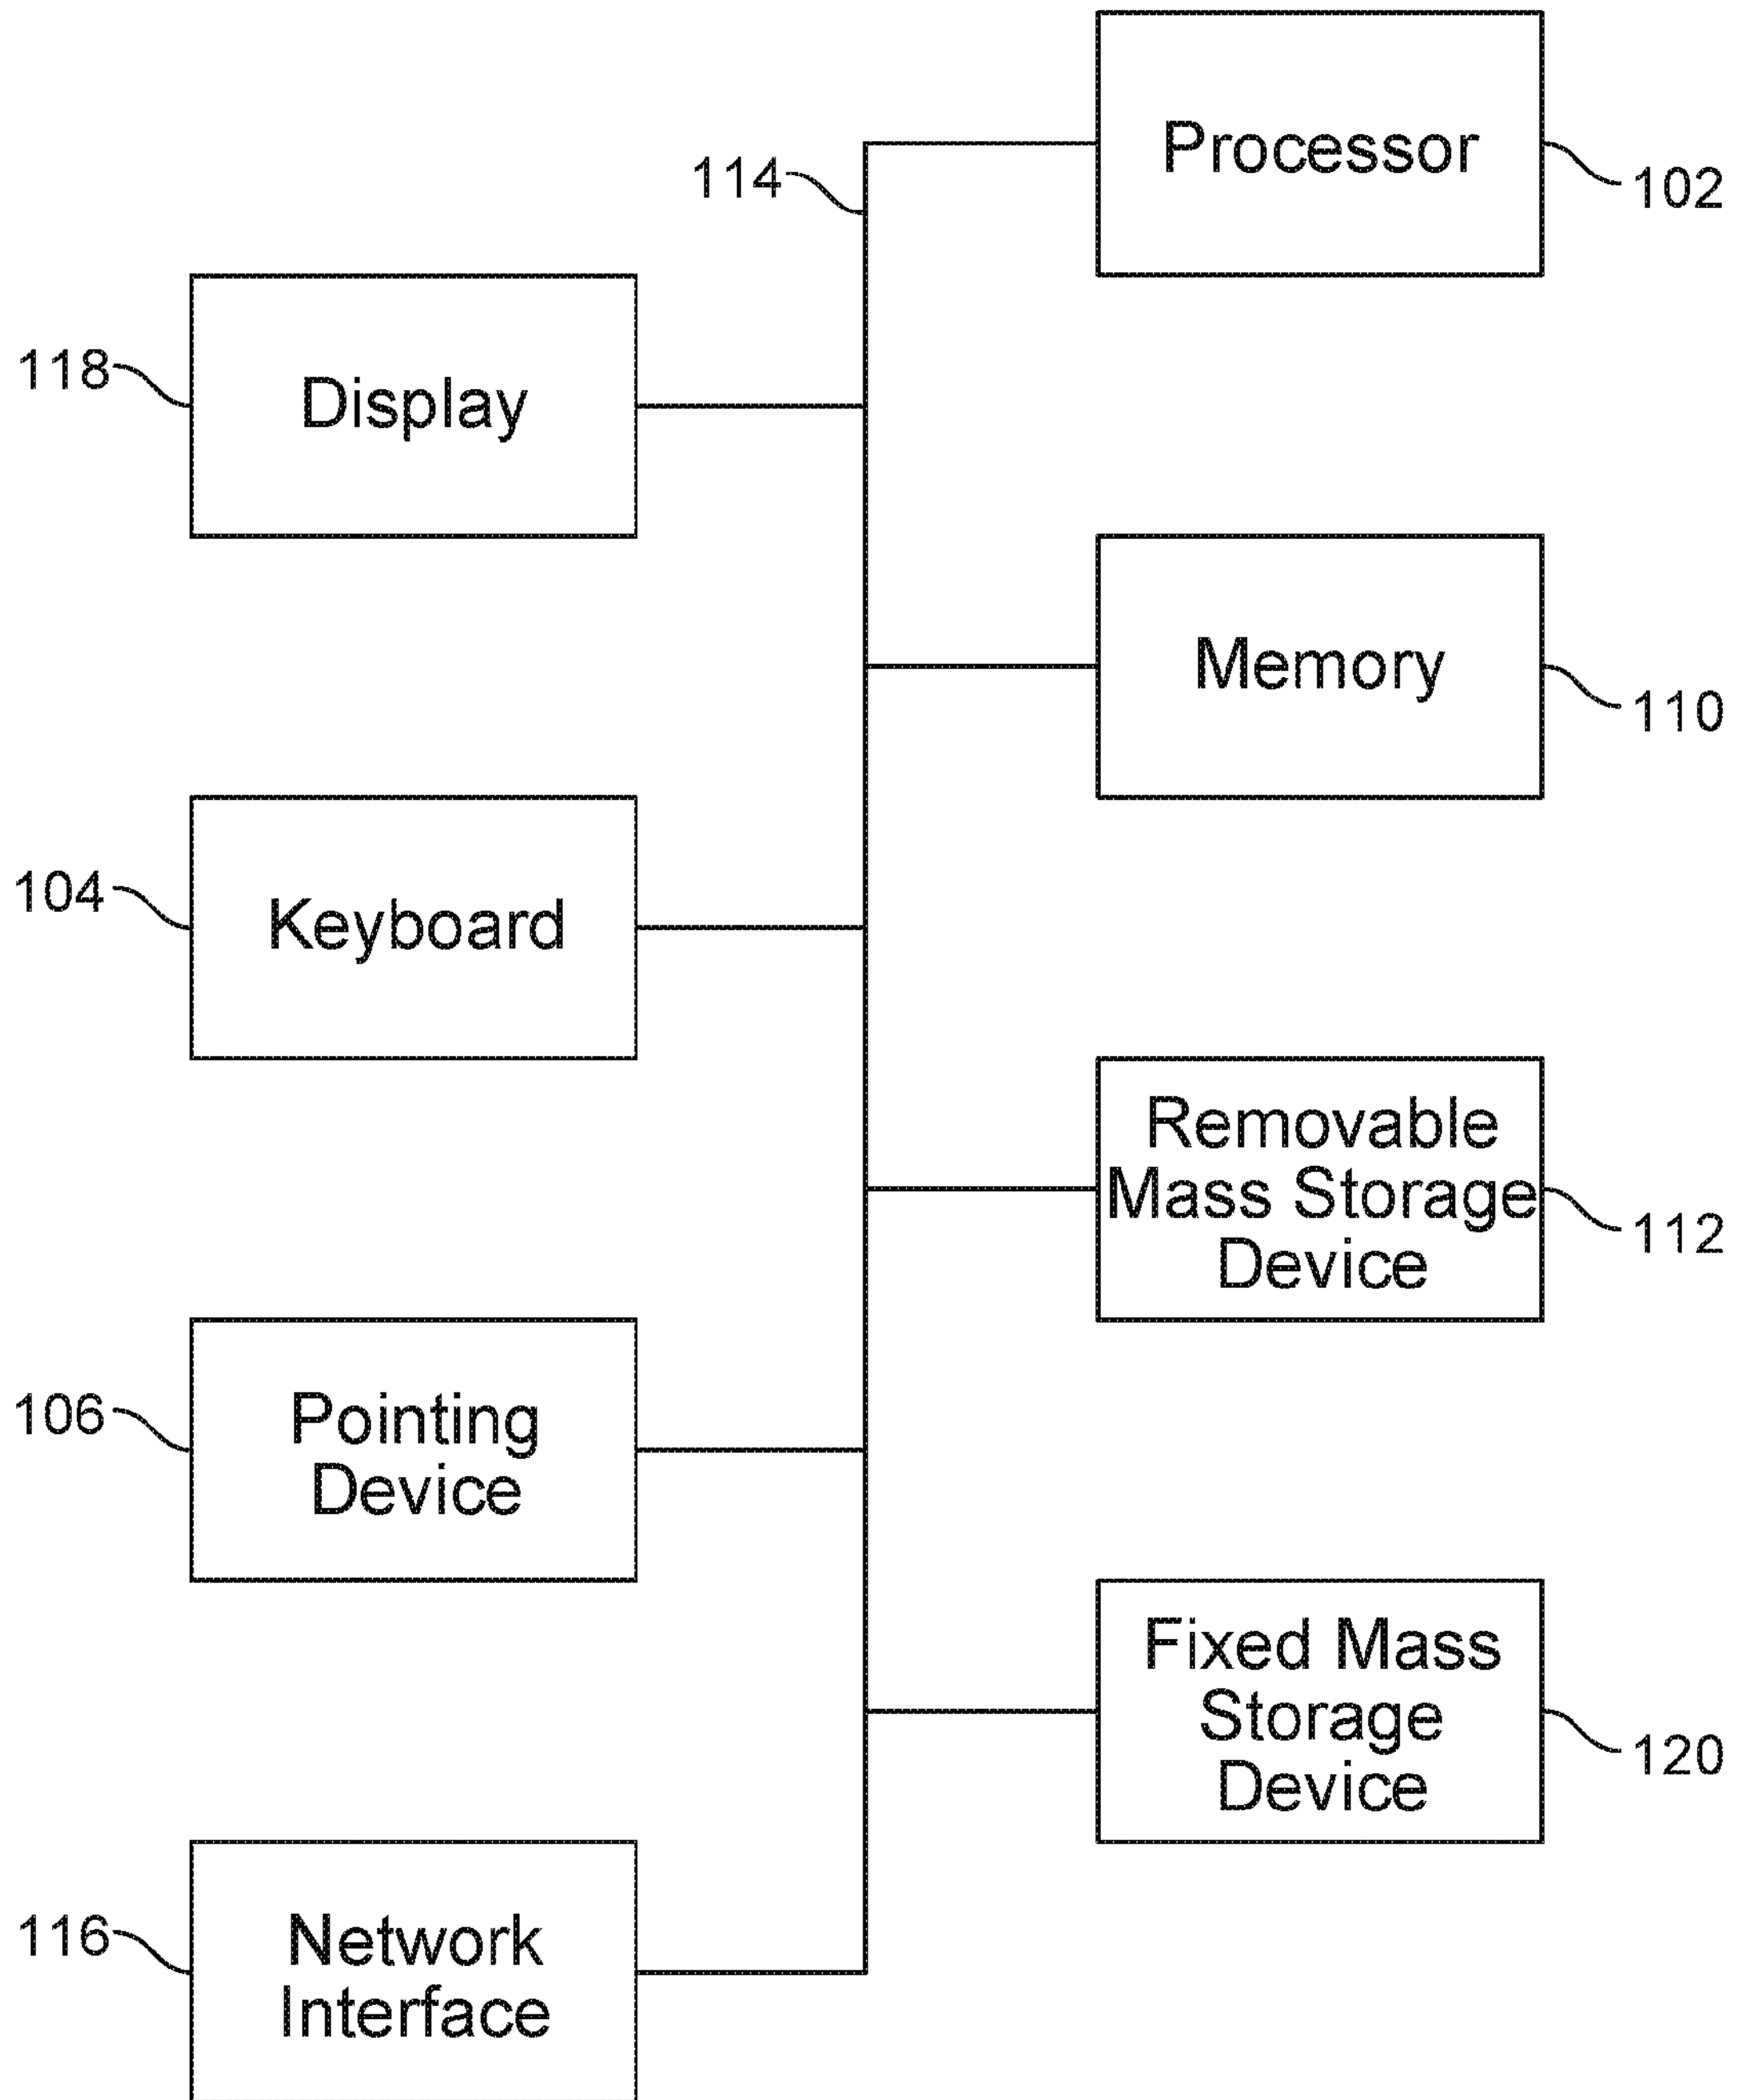 Processor
102
114
118
Display
Memory
110
104
Keyboard
Removable
Mass Storage
Device
112
106
Pointing
Device
Fixed Mass
Storage
Device
120
116
Network
Interface